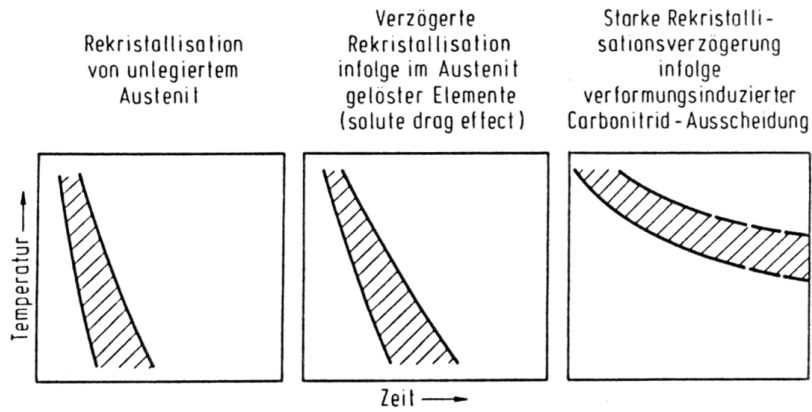 Rekristallisation
von unlegiertem
Austenit
Verzögerte
Rekristallisation
infolge im Austenit
gelöster Elemente
(solute drag effect)
Starke Rekristalli-
sationsverzögerung
infolge
verformungsinduzierter
Carbonitrid-Ausscheidung
Temperatur
Zeit